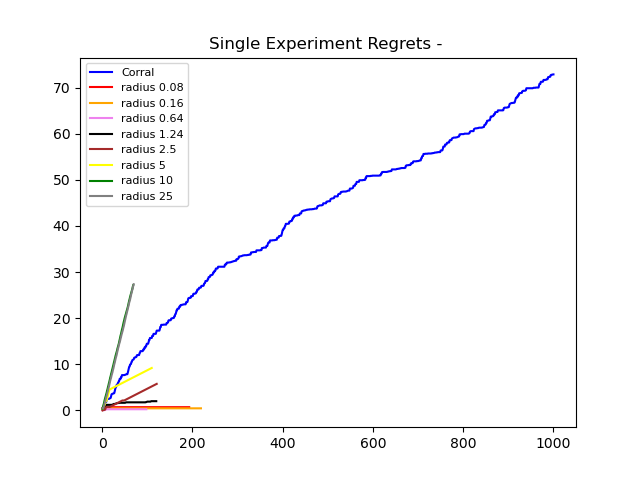 Single Experiment Regrets -
Corral
radius 0.08
radius 0.16
radius 0.64
radius 1.24
radius 2.5
radius 5
radius 10
radius 25
70
60
50
40
30
20
10
0
0 200 400 600 800 1000